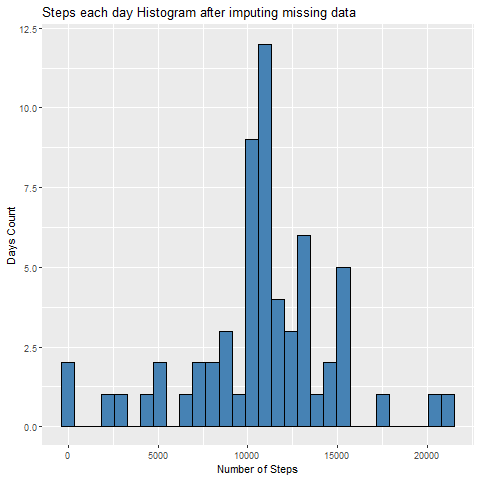 Steps each day Histogram after imputing missing data
12.5
10.0
7.5
5.0
2.5
0.0
Days Count
0 5000 10000 15000 20000
Number of Steps